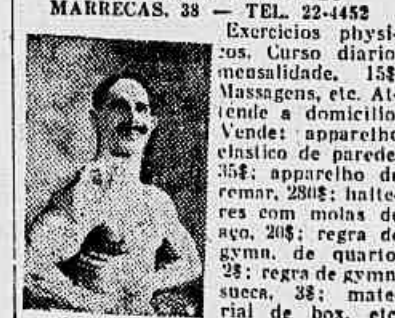 MARRECAS, 38 — TEL. 22-4452
Exercicios physi-
cos. Curso diario
mensalidade, 15$
Massagens, etc. At-
tende a domicilio
Vende: apparelho
elastico de parede
35$; apparelho de
remar, 280$; halte-
res com molas de
aço, 20$; regra de
gymn. de quarto
2$; regra de gymn
sueca, 3$; mate-
rial de box, etc